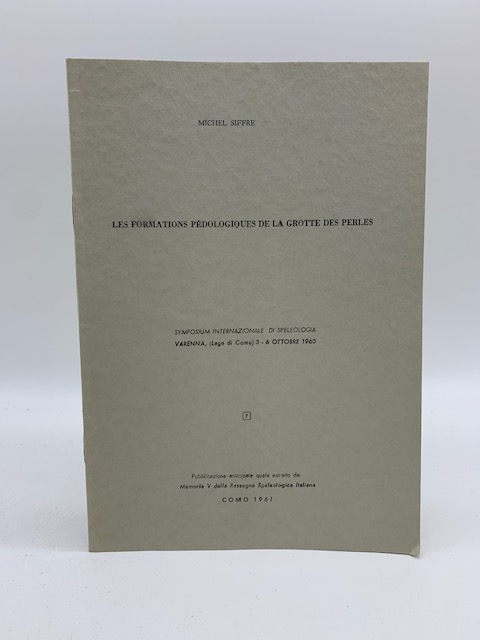 MICHEL SIFFRE
LES FORMATIONS PÉDOLOGIQUES DE LA GROTTE DES PERLES
SYMPOSIUM INTERNAZIONALE DI SPELEOLOGIA
VARENNA, (Lago di Como) 3 - 6 OTTOBRE 1960
7
Pubblicazione anticipata quale estratto da:
Memoria V della Rassegna Speleologica Italiana
COMO 1961